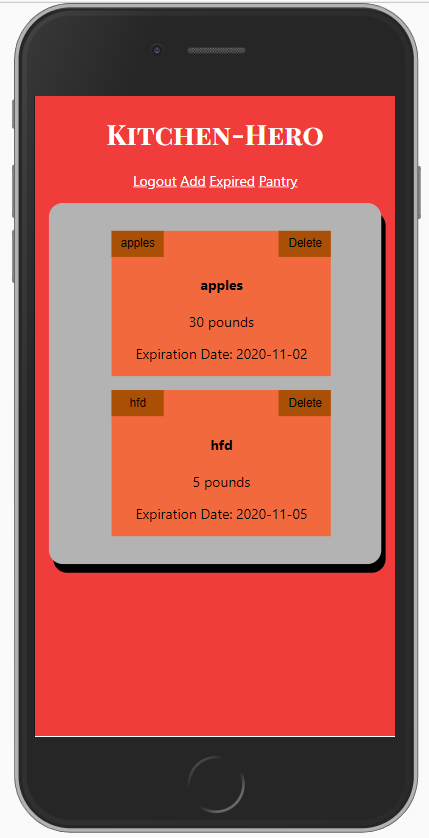 Kitchen-Hero
Logout Add Expired Pantry
apples Delete
apples
30 pounds
Expiration Date: 2020-11-02
hfd Delete
hfd
5 pounds
Expiration Date: 2020-11-05